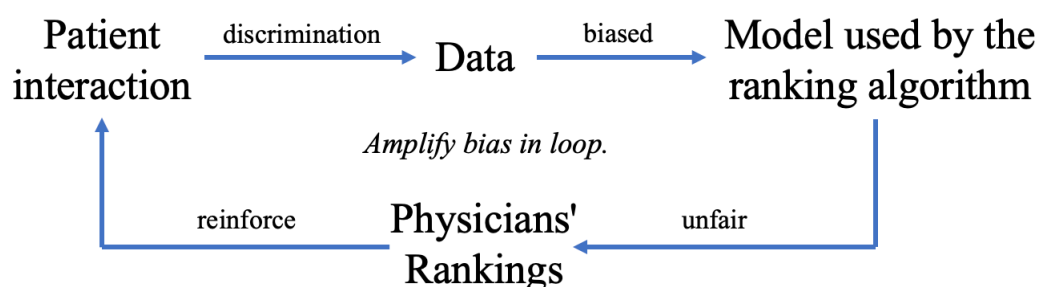 Patient
interaction
discrimination
Data
biased
Model used by the
ranking algorithm
Amplify bias in loop.
reinforce
Physicians'
Rankings
unfair